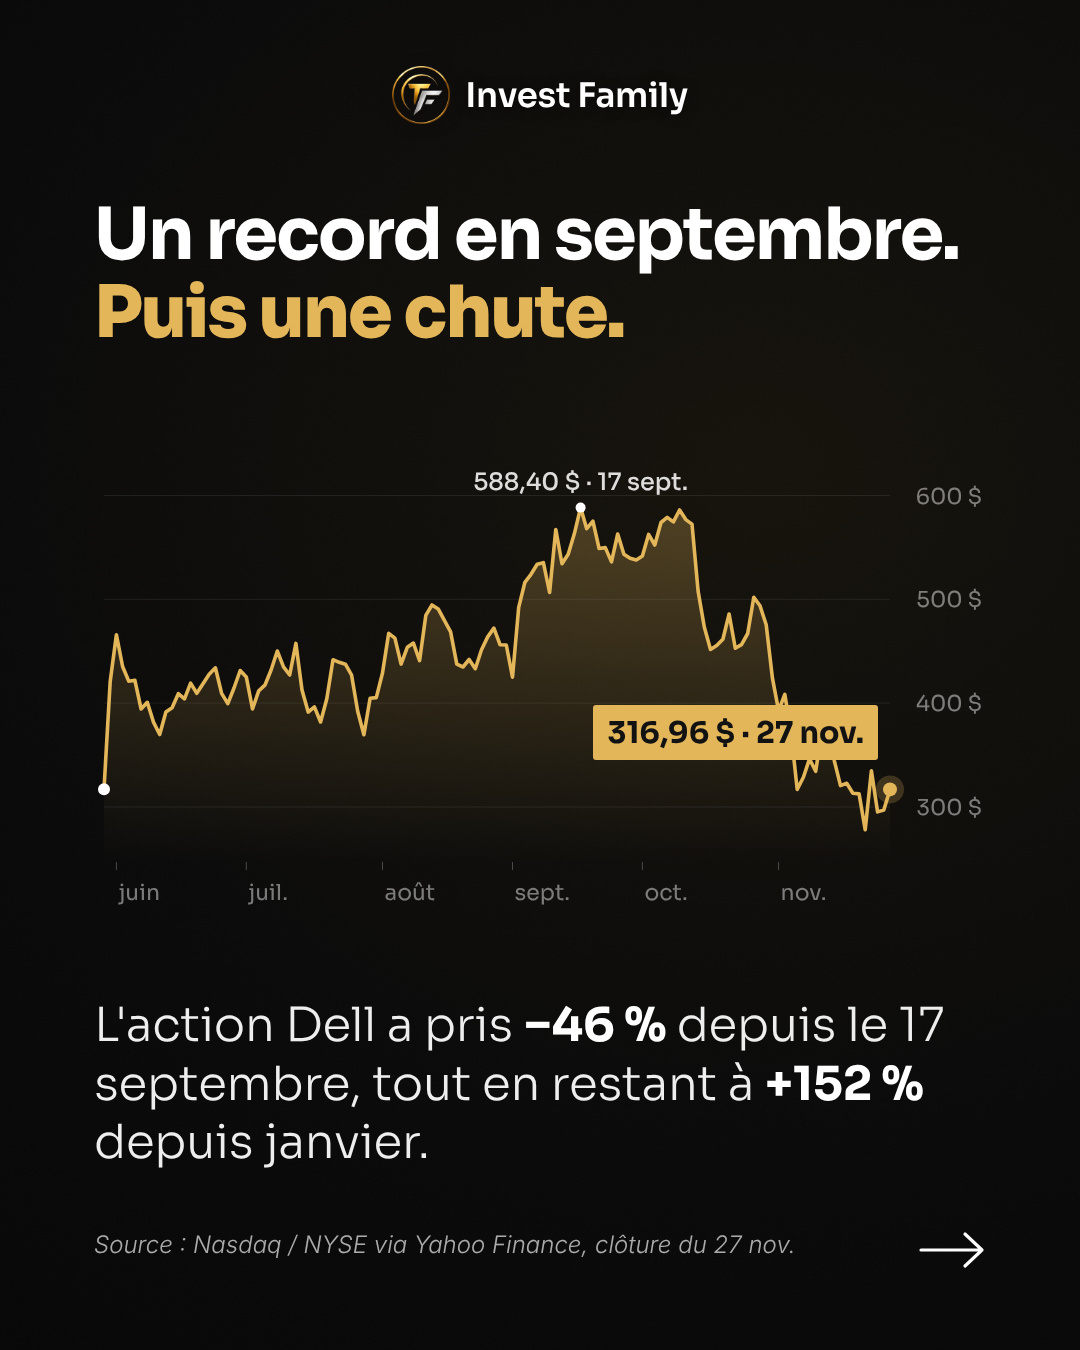 TF
Invest Family
Un record en septembre.
Puis une chute.
588,40 $ · 17 sept.
600 $
500 $
400 $
316,96 $ · 27 nov.
300 $
juin juil. août sept. oct. nov.
L'action Dell a pris −46 % depuis le 17
septembre, tout en restant à +152 %
depuis janvier.
Source : Nasdaq / NYSE via Yahoo Finance, clôture du 27 nov.